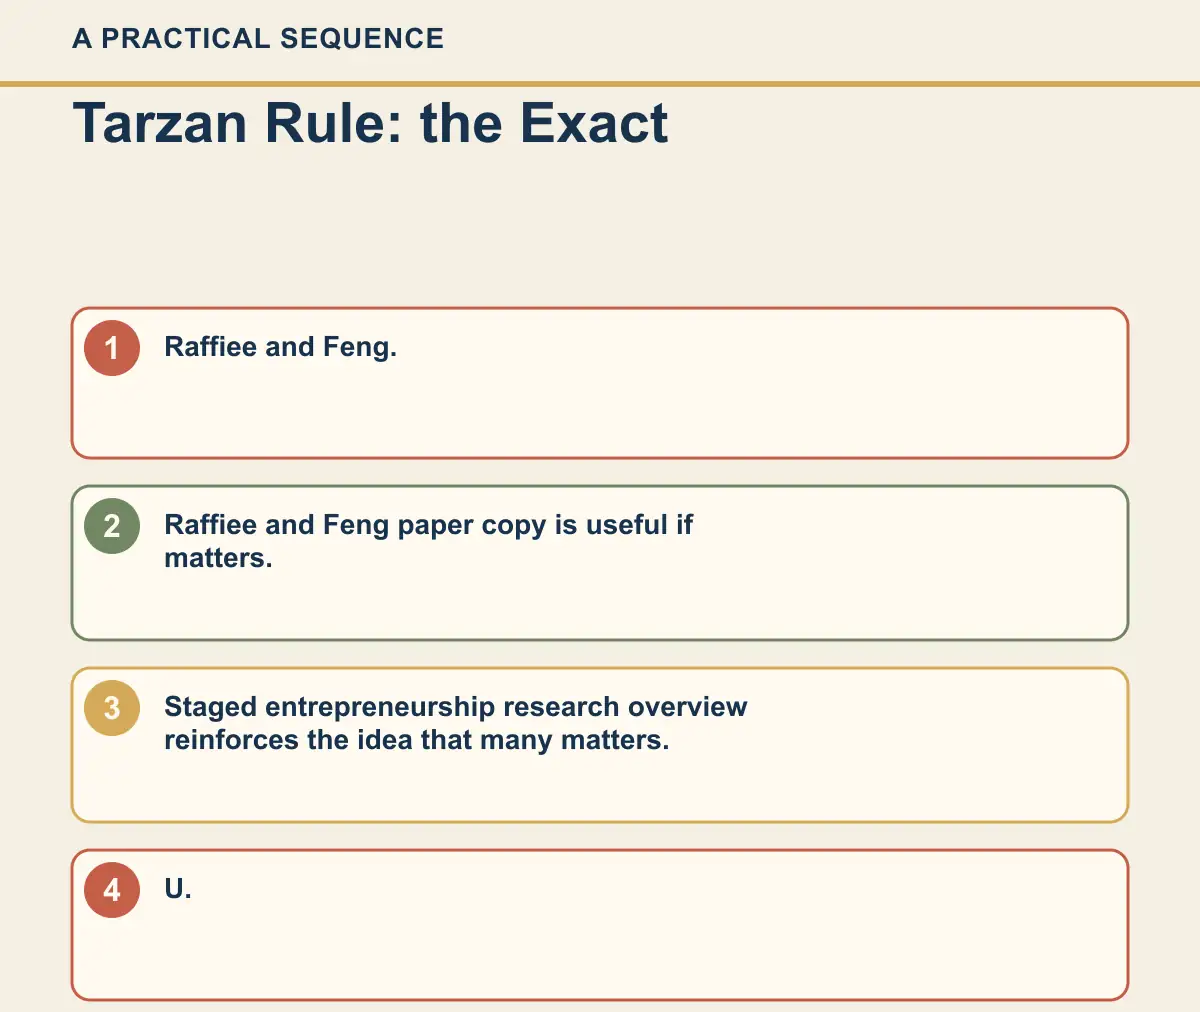 A PRACTICAL SEQUENCE
Tarzan Rule: the Exact
1
Raffiee and Feng.
2
Raffiee and Feng paper copy is useful if
matters.
3
Staged entrepreneurship research overview
reinforces the idea that many matters.
4
U.